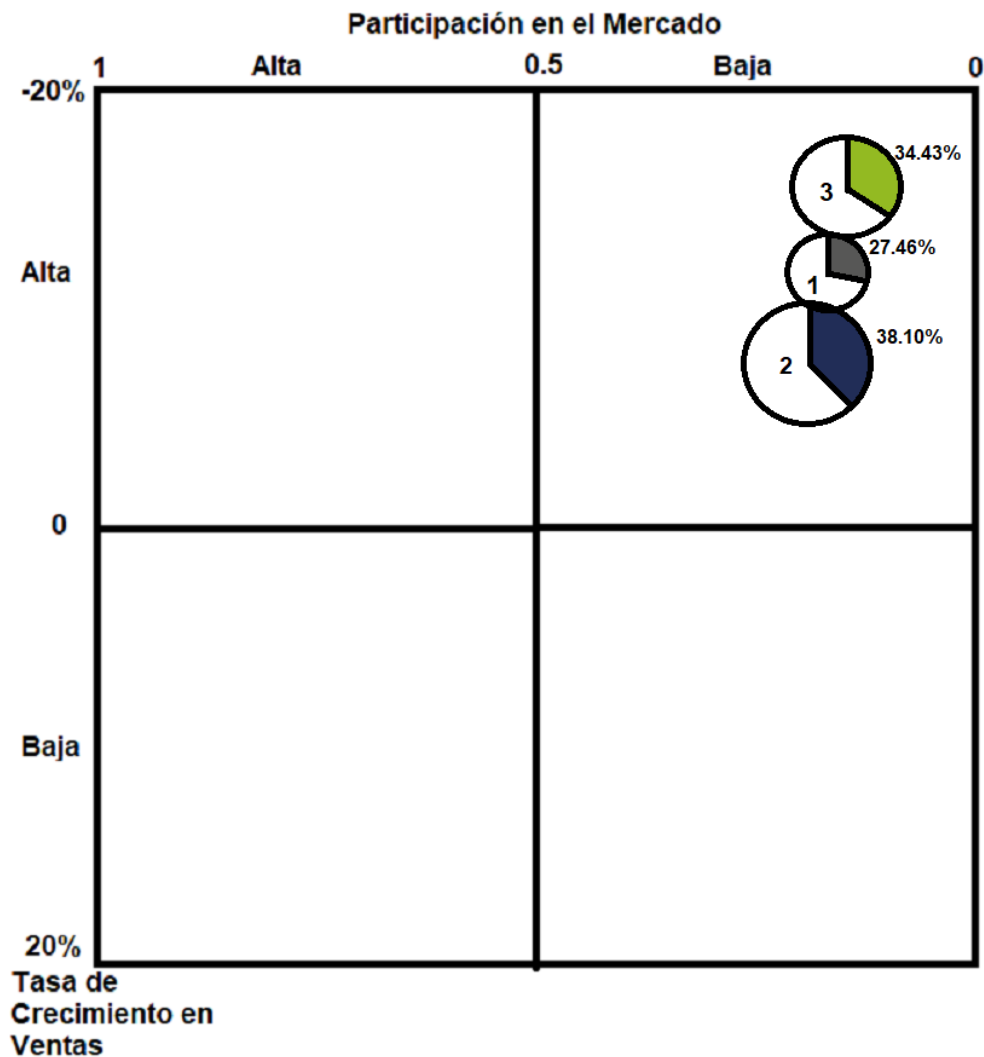 Participación en el Mercado
1 Alta 0.5 Baja 0
-20%
34.43%
3
27.46%
Alta
1
38.10%
2
0
Baja
20%
Tasa de
Crecimiento en
Ventas